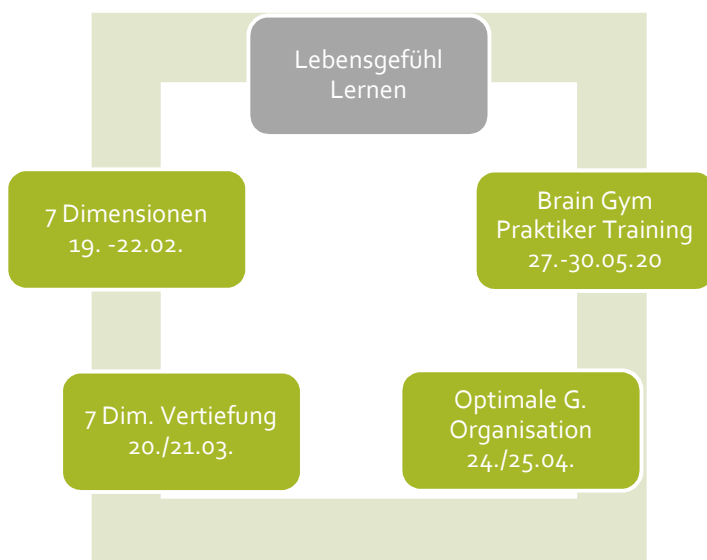 Lebensgefühl
Lernen
7 Dimensionen
19. -22.02.
Brain Gym
Praktiker Training
27.-30.05.20
7 Dim. Vertiefung
20./21.03.
Optimale G.
Organisation
24./25.04.